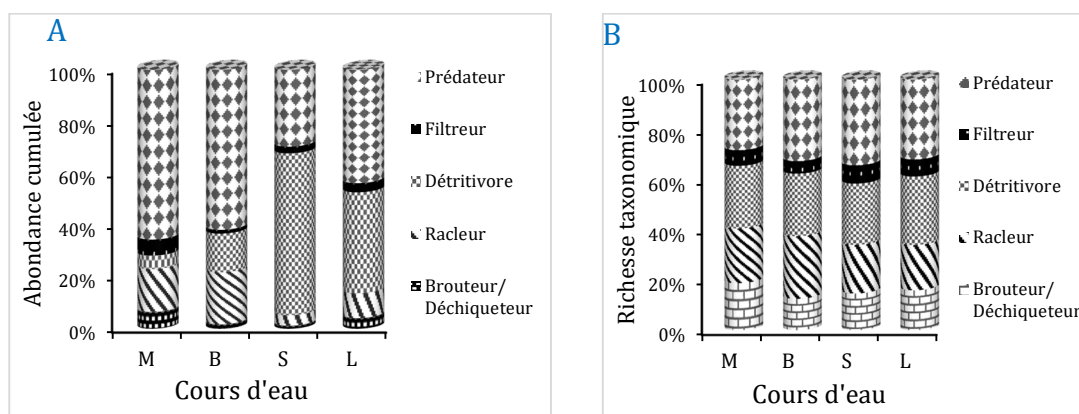 A
Abondance cumulée
100%
80%
60%
40%
20%
0%
M B S L
Cours d'eau
Prédateur
Filtreur
Détritivore
Racleur
Brouteur/
Déchiqueteur
B
Richesse taxonomique
100%
80%
60%
40%
20%
0%
M B S L
Cours d'eau
Prédateur
Filtreur
Détritivore
Racleur
Brouteur/
Déchiqueteur